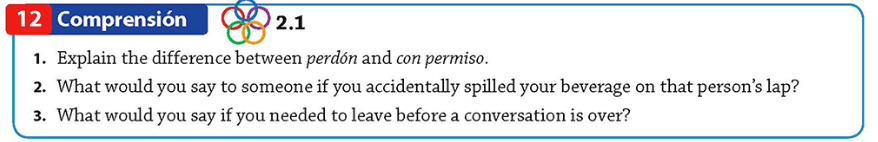 12 Comprensión 2.1
1. Explain the difference between perdón and con permiso.
2. What would you say to someone if you accidentally spilled your beverage on that person's lap?
3. What would you say if you needed to leave before a conversation is over?